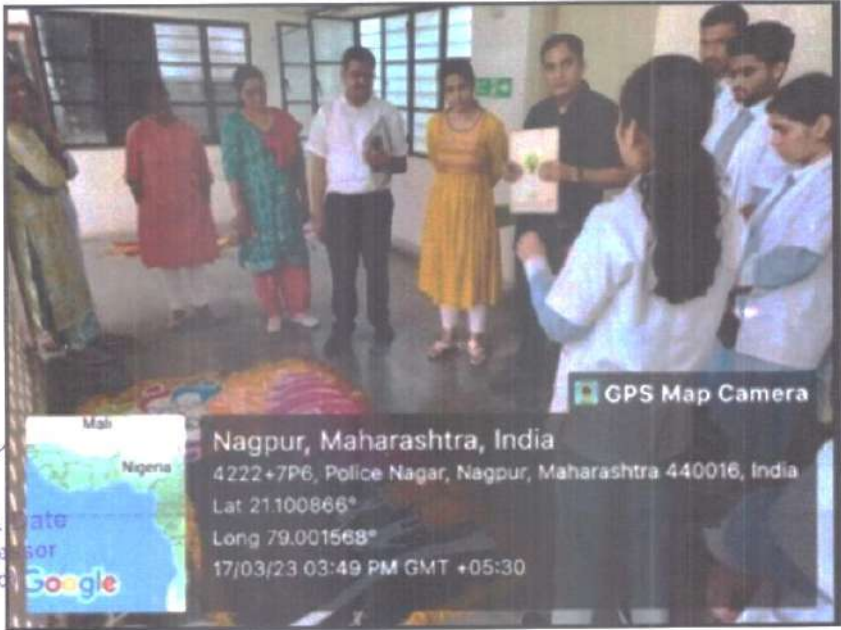 GPS Map Camera
Mali
Nigeria
Google
Nagpur, Maharashtra, India
4222+7P6, Police Nagar, Nagpur, Maharashtra 440016, India
Lat 21.100866°
Long 79.001568°
17/03/23 03:49 PM GMT +05:30